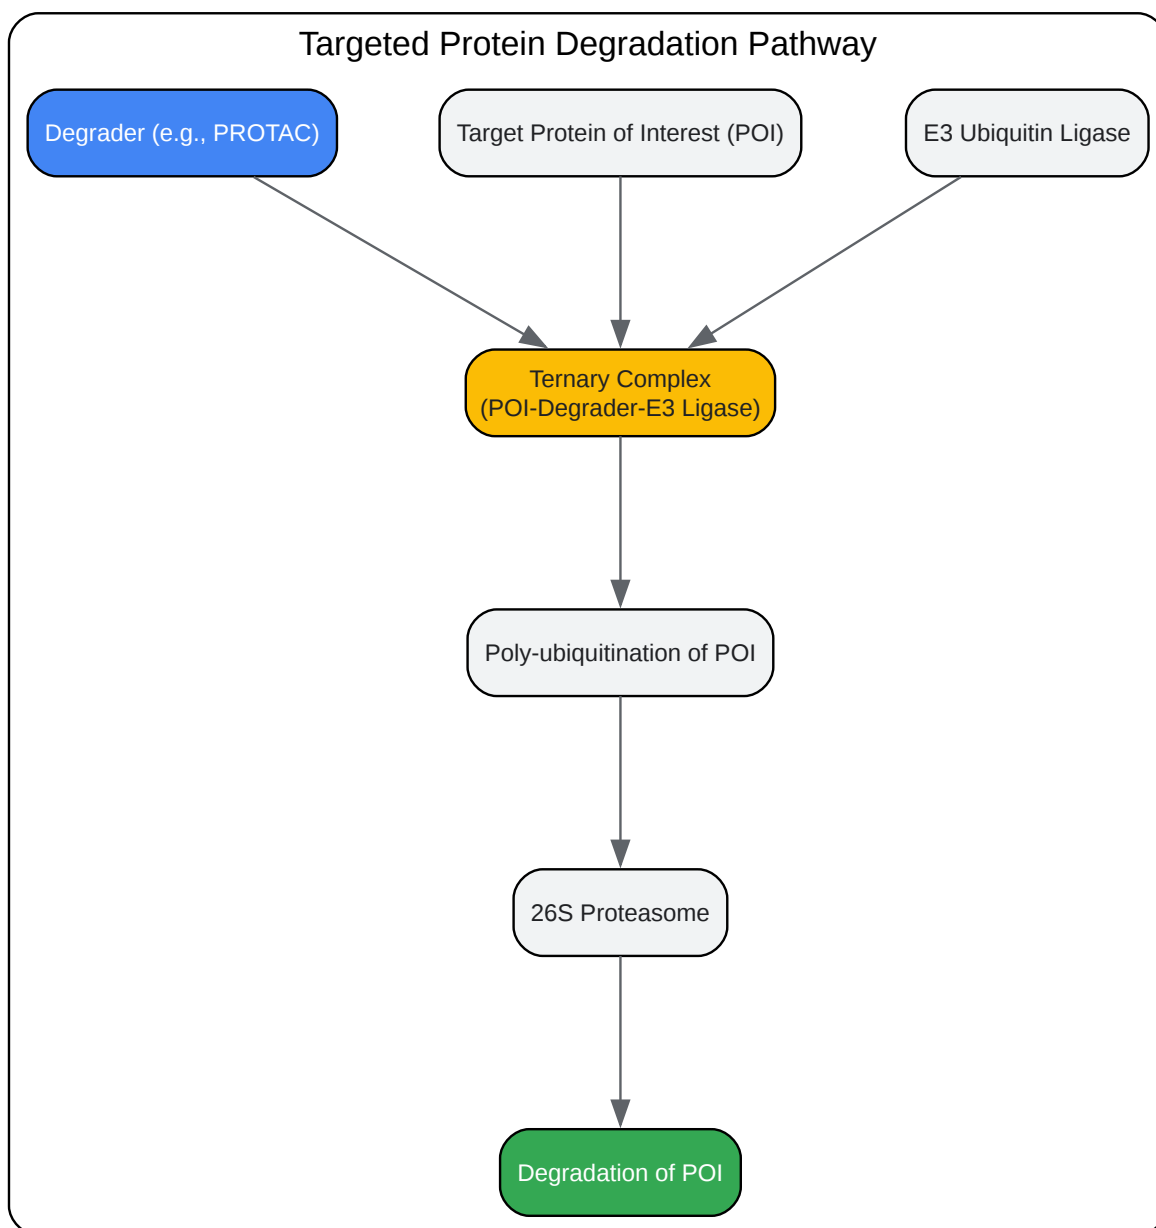 Targeted Protein Degradation Pathway
Degrader (e.g., PROTAC)
Target Protein of Interest (POI)
E3 Ubiquitin Ligase
Ternary Complex
(POI-Degrader-E3 Ligase)
Poly-ubiquitination of POI
26S Proteasome
Degradation of POI